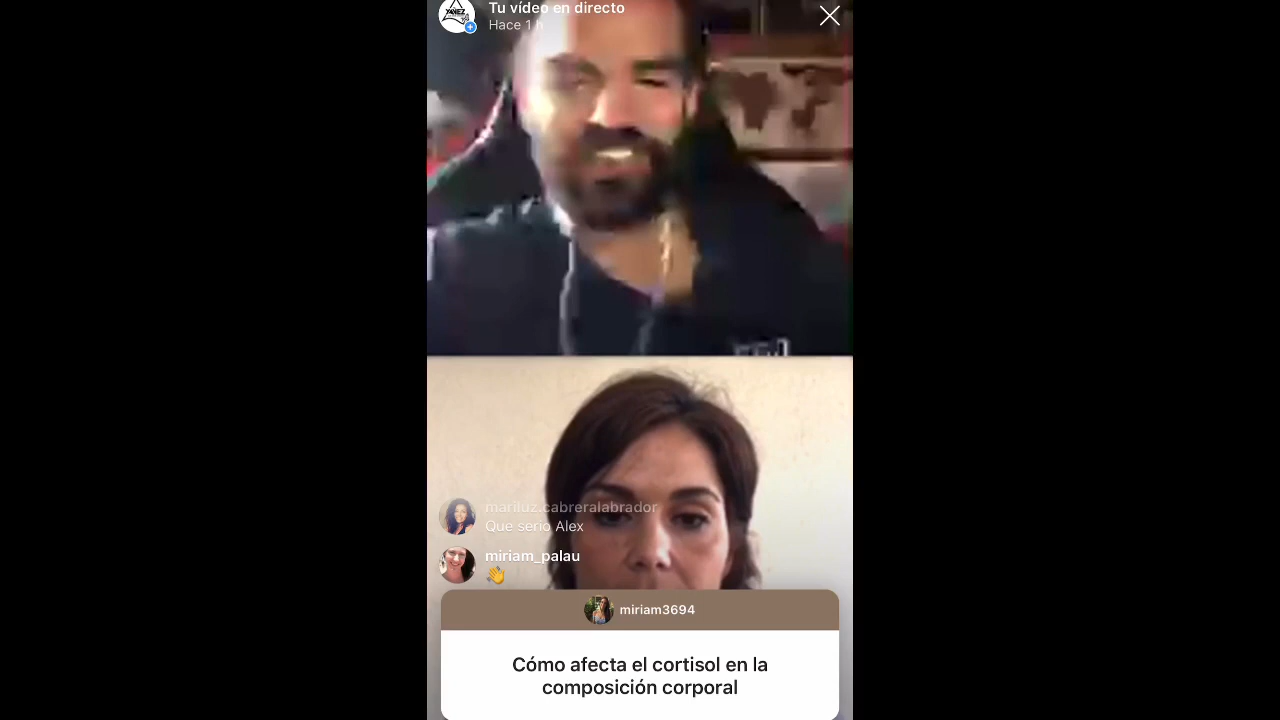 YAÑEZ
Tu vídeo en directo
Hace 1 h
mariluz.cabreralabrador
Que serio Alex
miriam_palau
👋
miriam3694
Cómo afecta el cortisol en la
composición corporal